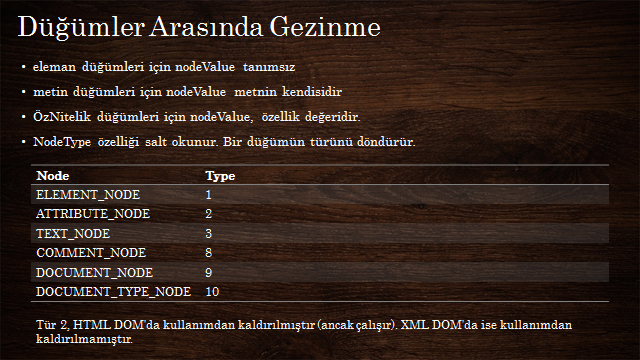 Düğümler Arasında Gezinme
• eleman düğümleri için nodeValue tanımsız
• metin düğümleri için nodeValue metnin kendisidir
• ÖzNitelik düğümleri için nodeValue, özellik değeridir.
• NodeType özelliği salt okunur. Bir düğümün türünü döndürür.
Node Type
ELEMENT_NODE 1
ATTRIBUTE_NODE 2
TEXT_NODE 3
COMMENT_NODE 8
DOCUMENT_NODE 9
DOCUMENT_TYPE_NODE 10
Tür 2, HTML DOM'da kullanımdan kaldırılmıştır (ancak çalışır). XML DOM'da ise kullanımdan
kaldırılmamıştır.